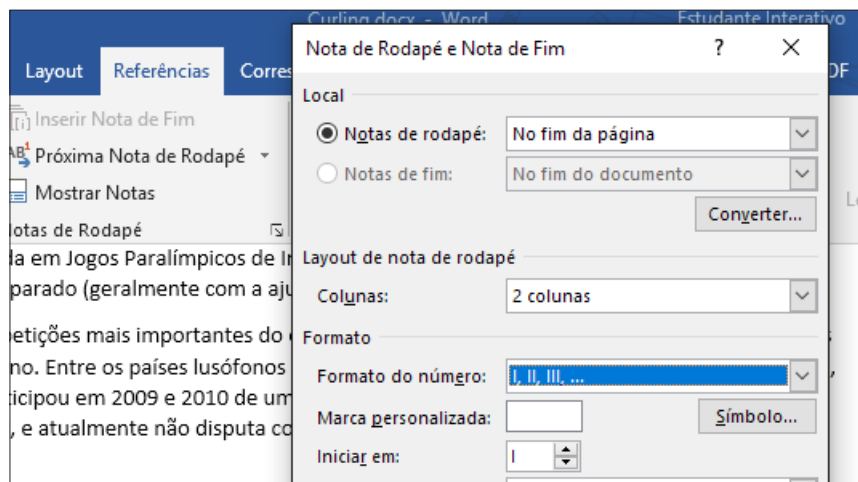 Curling.docx - Word
Estudante Interativo
Layout
Referências
Corres
DF
Inserir Nota de Fim
AB1 Próxima Nota de Rodapé
Mostrar Notas
lotas de Rodapé
da em Jogos Paralímpicos de In
parado (geralmente com a aju
petições mais importantes do
no. Entre os países lusófonos
ticipou em 2009 e 2010 de um
, e atualmente não disputa co
Nota de Rodapé e Nota de Fim
?
Local
Notas de rodapé:
No fim da página
Notas de fim:
No fim do documento
Converter...
Layout de nota de rodapé
Colunas:
2 colunas
Formato
Formato do número:
I, II, III, ...
Marca personalizada:
Símbolo...
Iniciar em:
I